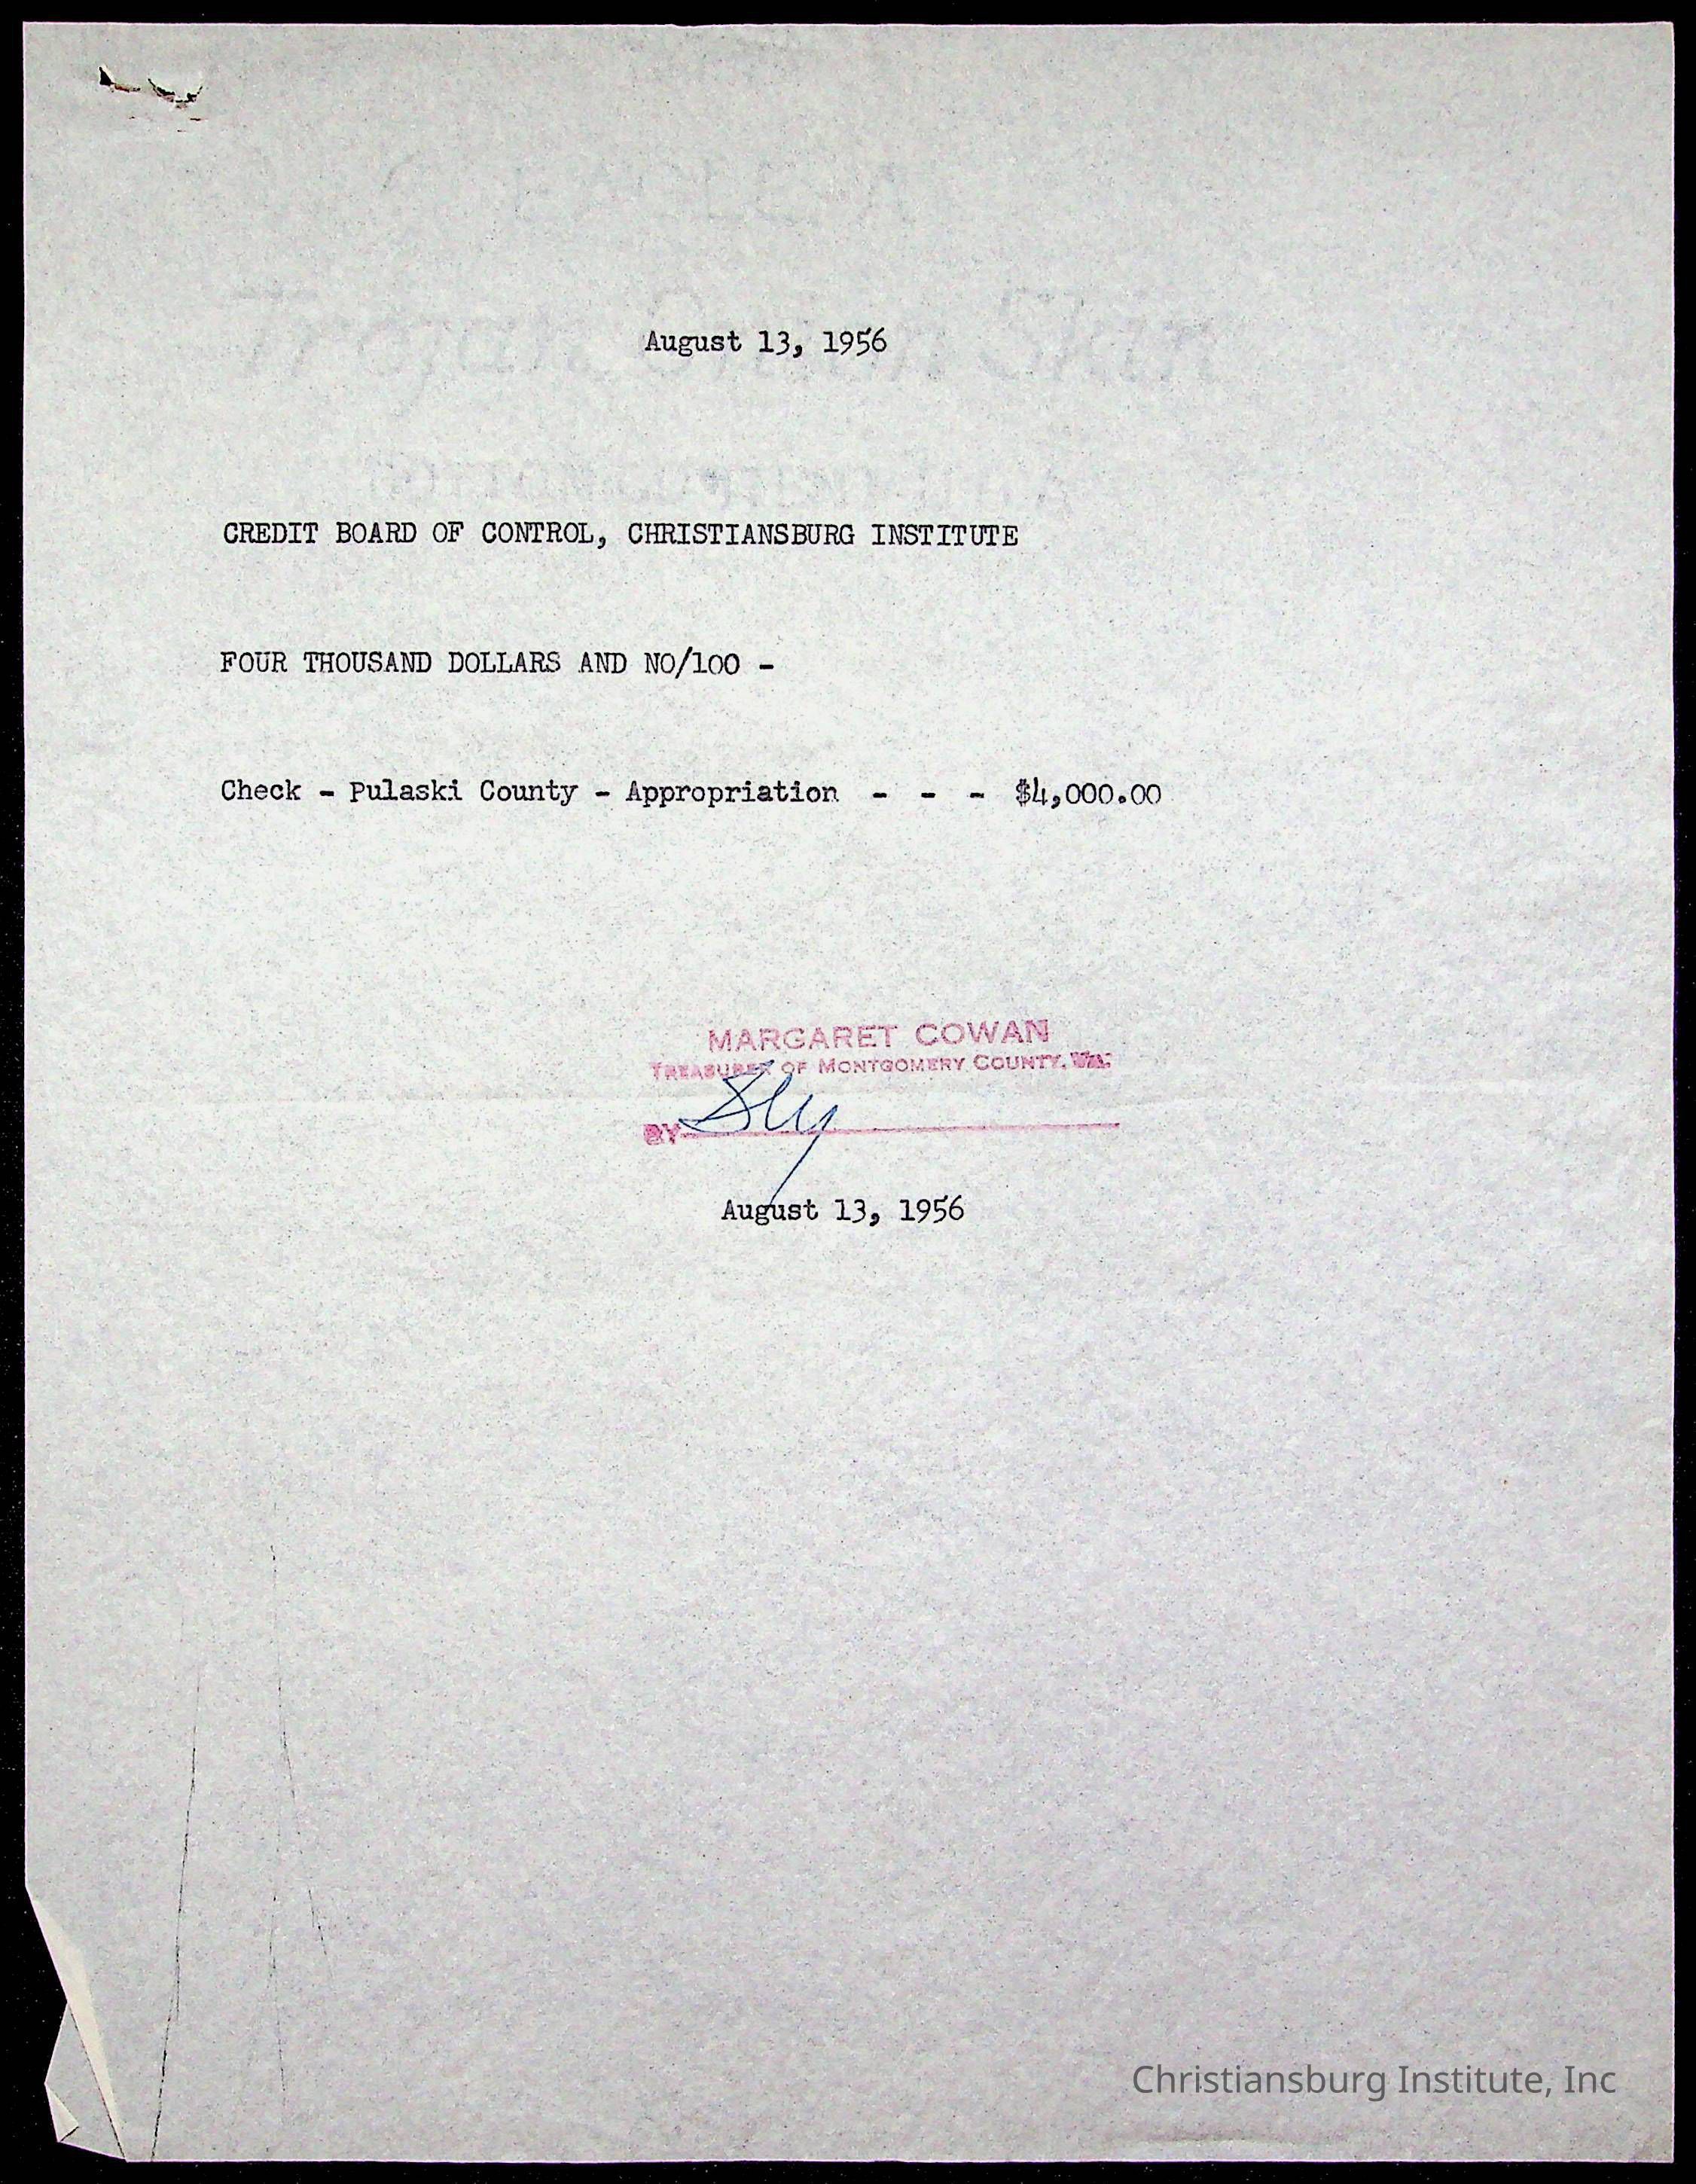 August 13, 1956
CREDIT BOARD OF CONTROL, CHRISTIANSBURG INSTITUTE
FOUR THOUSAND DOLLARS AND NO/100 -
Check - Pulaski County - Appropriation - - - $4,000.00
MARGARET COWAN
TREASURER OF MONTGOMERY COUNTY, VA.
BY
August 13, 1956
Christiansburg Institute, Inc